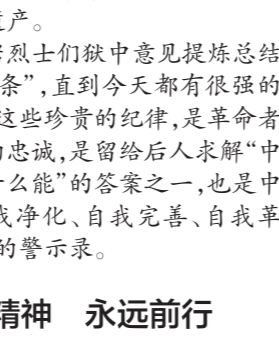 产。
烈士们狱中意见提炼总结
条”，直到今天都有很强的
这些珍贵的纪律，是革命者
忠诚，是留给后人求解“中
么能”的答案之一，也是中
我净化、自我完善、自我革
的警示录。
精神 永远前行